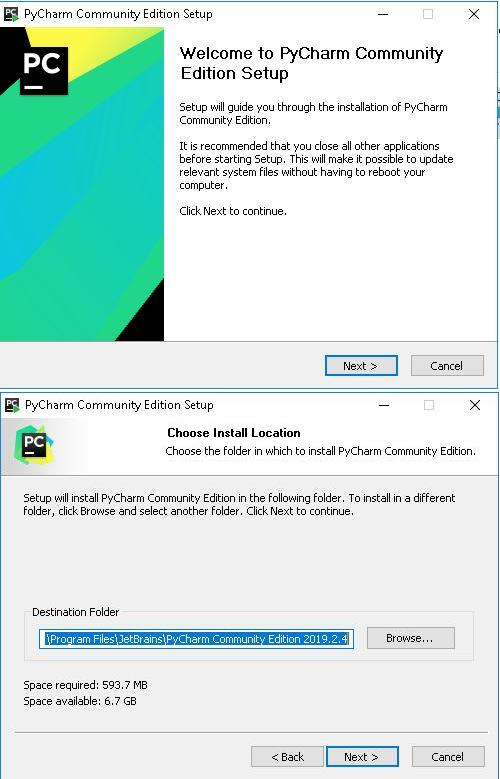 PyCharm Community Edition Setup
PC
Welcome to PyCharm Community
Edition Setup
Setup will guide you through the installation of PyCharm
Community Edition.
It is recommended that you close all other applications
before starting Setup. This will make it possible to update
relevant system files without having to reboot your
computer.
Click Next to continue.
Next >
Cancel
PyCharm Community Edition Setup
PC
Choose Install Location
Choose the folder in which to install PyCharm Community Edition.
Setup will install PyCharm Community Edition in the following folder. To install in a different
folder, click Browse and select another folder. Click Next to continue.
Destination Folder
\Program Files\JetBrains\PyCharm Community Edition 2019.2.4
Browse...
Space required: 593.7 MB
Space available: 6.7 GB
< Back
Next >
Cancel